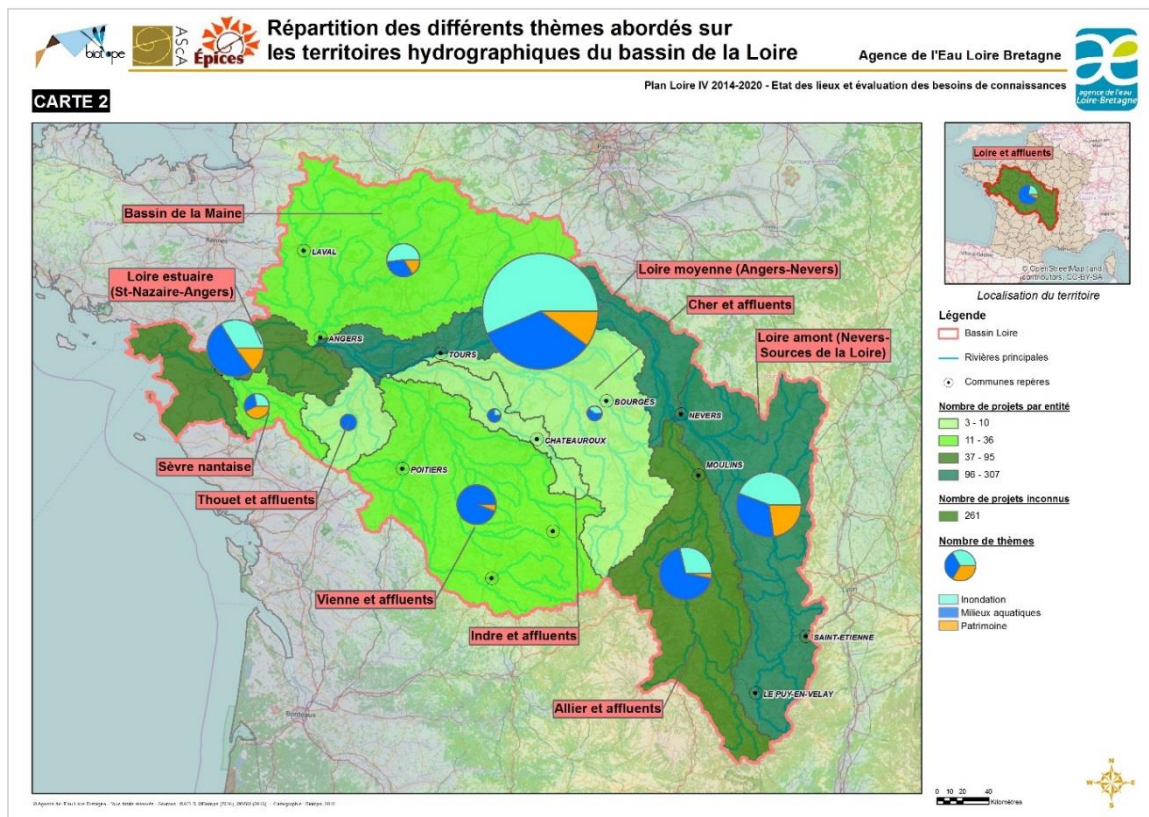 biotope
ASCA
Épices
Répartition des différents thèmes abordés sur
les territoires hydrographiques du bassin de la Loire
Agence de l'Eau Loire Bretagne
agence de l'eau
Loire-Bretagne
Plan Loire IV 2014-2020 - Etat des lieux et évaluation des besoins de connaissances
CARTE 2
Bassin de la Maine
LAVAL
Loire estuaire
(St-Nazaire-Angers)
Loire moyenne (Angers-Nevers)
Cher et affluents
Loire amont (Nevers-
Sources de la Loire)
ANGERS
TOURS
BOURGES
NEVERS
CHATEAUROUX
MOULINS
POITIERS
Sèvre nantaise
Thouet et affluents
Vienne et affluents
Indre et affluents
SAINT-ETIENNE
LE PUY-EN-VELAY
Allier et affluents
Paris
Rennes
Lyon
Bordeaux
Loire et affluents
© OpenStreetMap (and)
contributors, CC-BY-SA
Localisation du territoire
Légende
Bassin Loire
Rivières principales
Communes repères
Nombre de projets par entité
3 - 10
11 - 36
37 - 95
96 - 307
Nombre de projets inconnus
261
Nombre de thèmes
Inondation
Milieux aquatiques
Patrimoine
N
W
E
S
0 10 20 40
Kilomètres